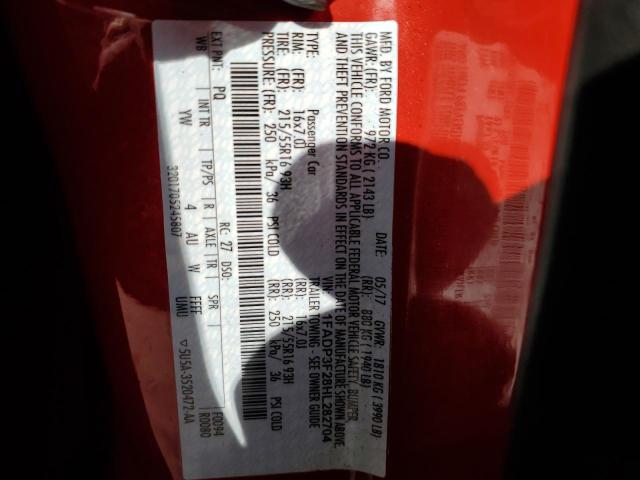 MFD. BY FORD MOTOR CO.
DATE: 05/17 GVWR: 1810 KG ( 3990 LB)
GAWR: (FR): 972 KG ( 2143 LB) (RR): 880 KG ( 1940 LB)
THIS VEHICLE CONFORMS TO ALL APPLICABLE FEDERAL MOTOR VEHICLE SAFETY, BUMPER,
AND THEFT PREVENTION STANDARDS IN EFFECT ON THE DATE OF MANUFACTURE SHOWN ABOVE.
VIN: 1FADP3F28HL282704
TYPE: Passenger Car TRAILER TOWING - SEE OWNER GUIDE
RIM: (FR): 16x7.0J (RR): 16x7.0J
TIRE: (FR): 215/55R16 93H (RR): 215/55R16 93H
PRESSURE: (FR): 250 kPa/ 36 PSI COLD (RR): 250 kPa/ 36 PSI COLD
EXT PNT: PQ RC: 27 DSO: F0094
R0080
WB INT TR TP/PS R AXLE TR SPR
YW 4 AU W FFFF
UMU
3201705245807 ▽5U5A-3520472-AA